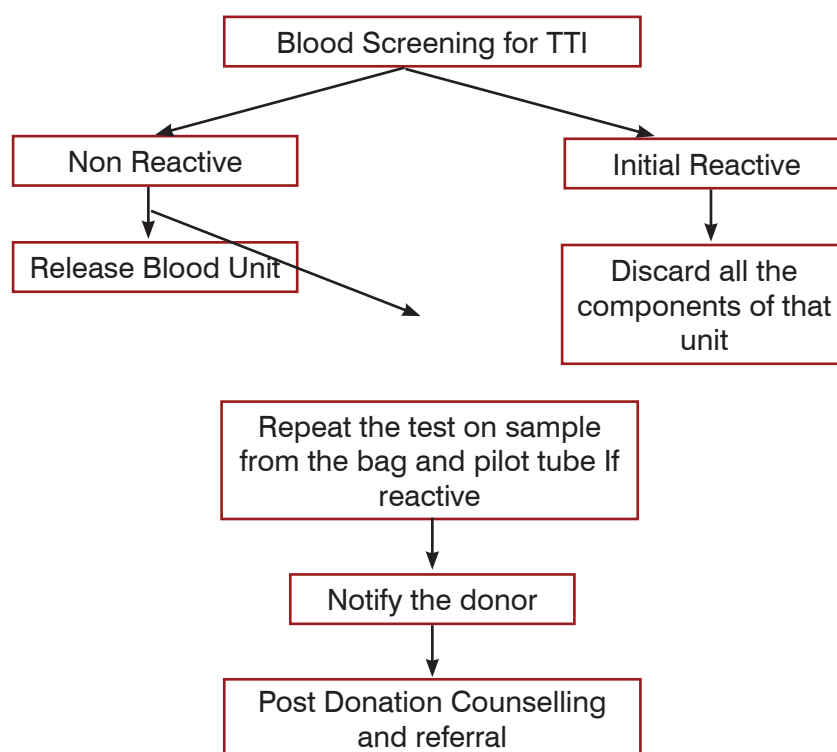 Blood Screening for TTI
Non Reactive
Initial Reactive
Release Blood Unit
Discard all the
components of that
unit
Repeat the test on sample
from the bag and pilot tube If
reactive
Notify the donor
Post Donation Counselling
and referral